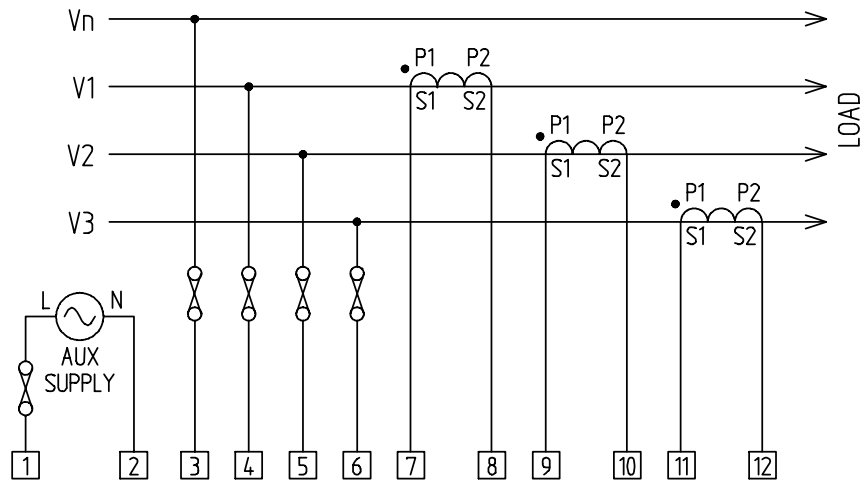 Vn
V1
V2
V3
P1 P2
S1 S2
P1 P2
S1 S2
P1 P2
S1 S2
LOAD
L N
AUX
SUPPLY
1 2 3 4 5 6 7 8 9 10 11 12